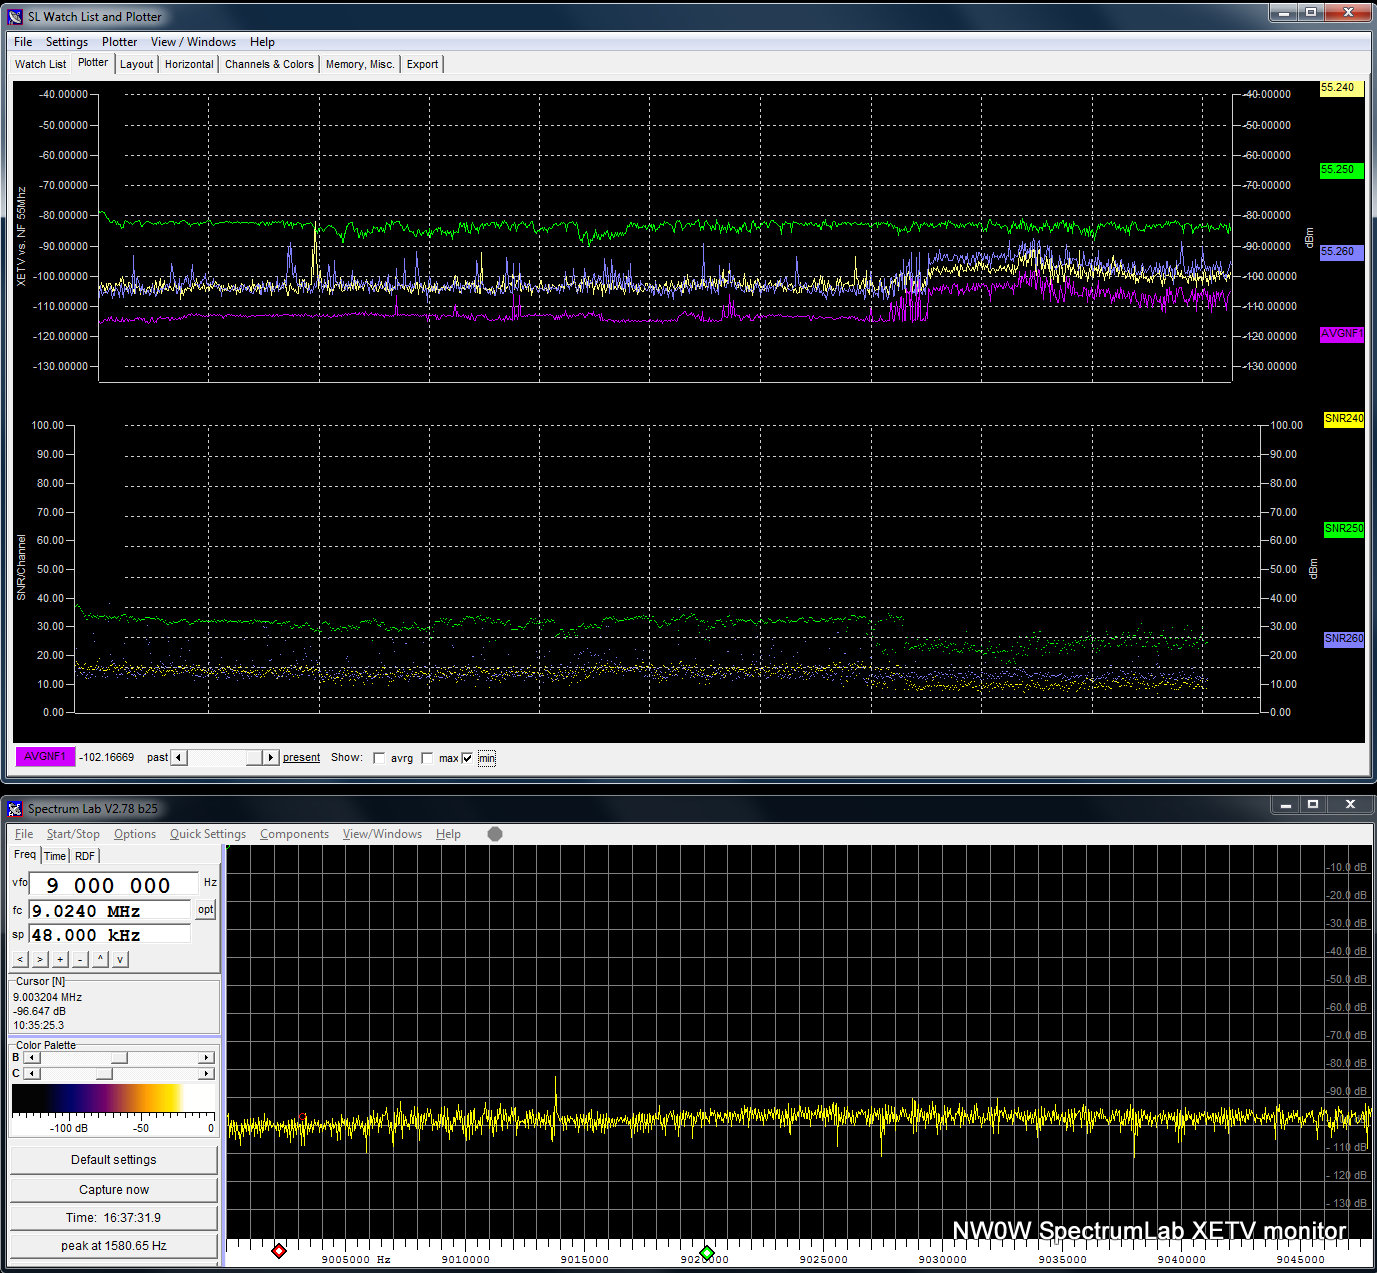 SL Watch List and Plotter
File Settings Plotter View / Windows Help
Watch List Plotter Layout Horizontal Channels & Colors Memory, Misc. Export
-40.00000 -40.00000 55.240
-50.00000 -50.00000
-60.00000 -60.00000
-70.00000 -70.00000 55.250
-80.00000 -80.00000
-90.00000 -90.00000 55.260
-100.00000 -100.00000
-110.00000 -110.00000
-120.00000 -120.00000 AVGNF1
-130.00000 -130.00000
XETV vs. NF 55Mhz
dBm
100.00 100.00 SNR240
90.00 90.00
80.00 80.00
70.00 70.00 SNR250
60.00 60.00
50.00 50.00
40.00 40.00
30.00 30.00 SNR260
20.00 20.00
10.00 10.00
0.00 0.00
SNR/Channel
dBm
AVGNF1 -102.16669 past present Show: avrg max min
Spectrum Lab V2.78 b25
File Start/Stop Options Quick Settings Components View/Windows Help
Freq Time RDF
vfo 9 000 000 Hz
fc 9.0240 MHz opt
sp 48.000 kHz
< > + - ^ v
Cursor [N]
9.003204 MHz
-96.647 dB
10:35:25.3
Color Palette
B
C
-100 dB -50 0
Default settings
Capture now
Time: 16:37:31.9
peak at 1580.65 Hz
-10.0 dB
-20.0 dB
-30.0 dB
-40.0 dB
-50.0 dB
-60.0 dB
-70.0 dB
-80.0 dB
-90.0 dB
-110 dB
-120 dB
-130 dB
NW0W SpectrumLab XETV monitor
9005000 Hz 9010000 9015000 9020000 9025000 9030000 9035000 9040000 9045000